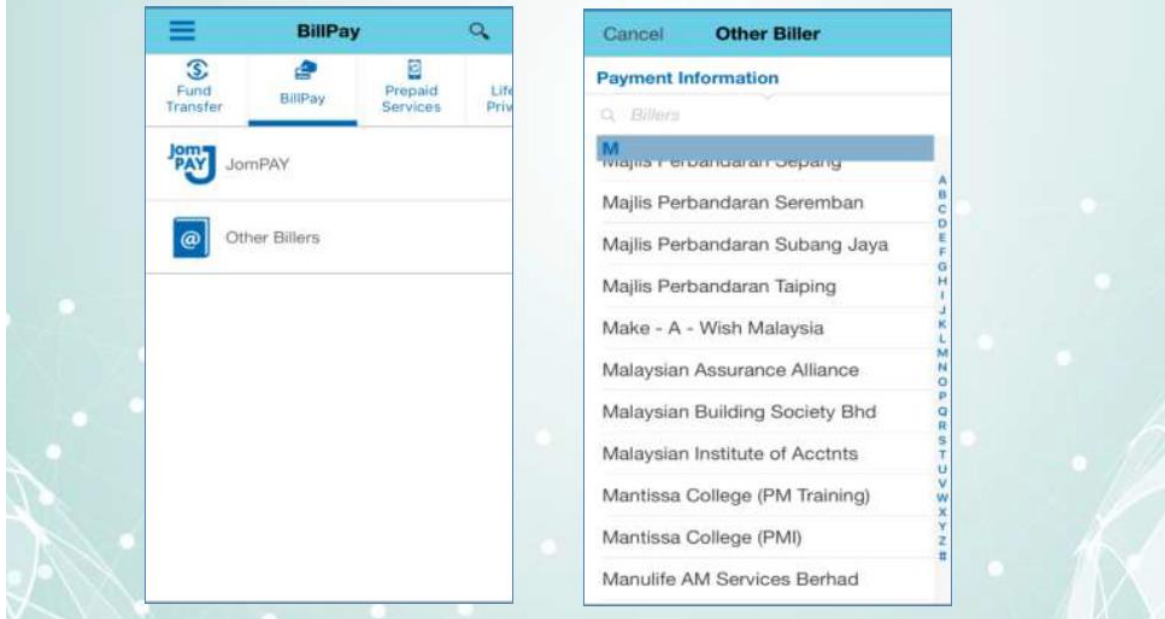 BillPay
Fund
Transfer
BillPay
Prepaid
Services
Life
Priv
Jom
PAY
JomPAY
@
Other Billers
Cancel
Other Biller
Payment Information
Billers
M
Majlis Perbandaran Sepang
Majlis Perbandaran Seremban
Majlis Perbandaran Subang Jaya
Majlis Perbandaran Taiping
Make - A - Wish Malaysia
Malaysian Assurance Alliance
Malaysian Building Society Bhd
Malaysian Institute of Acctnts
Mantissa College (PM Training)
Mantissa College (PMI)
Manulife AM Services Berhad
A
B
C
D
E
F
G
H
I
J
K
L
M
N
O
P
Q
R
S
T
U
V
W
X
Y
Z
#